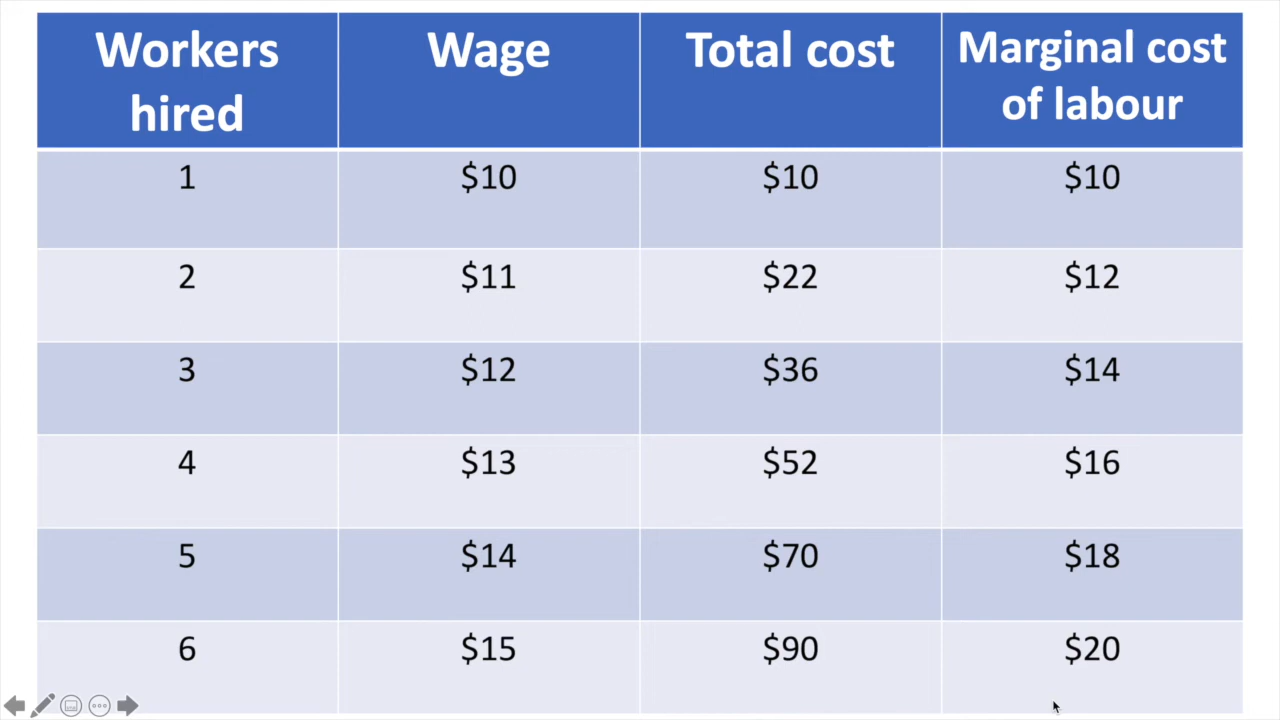 Workers hired Wage Total cost Marginal cost of labour
1 $10 $10 $10
2 $11 $22 $12
3 $12 $36 $14
4 $13 $52 $16
5 $14 $70 $18
6 $15 $90 $20